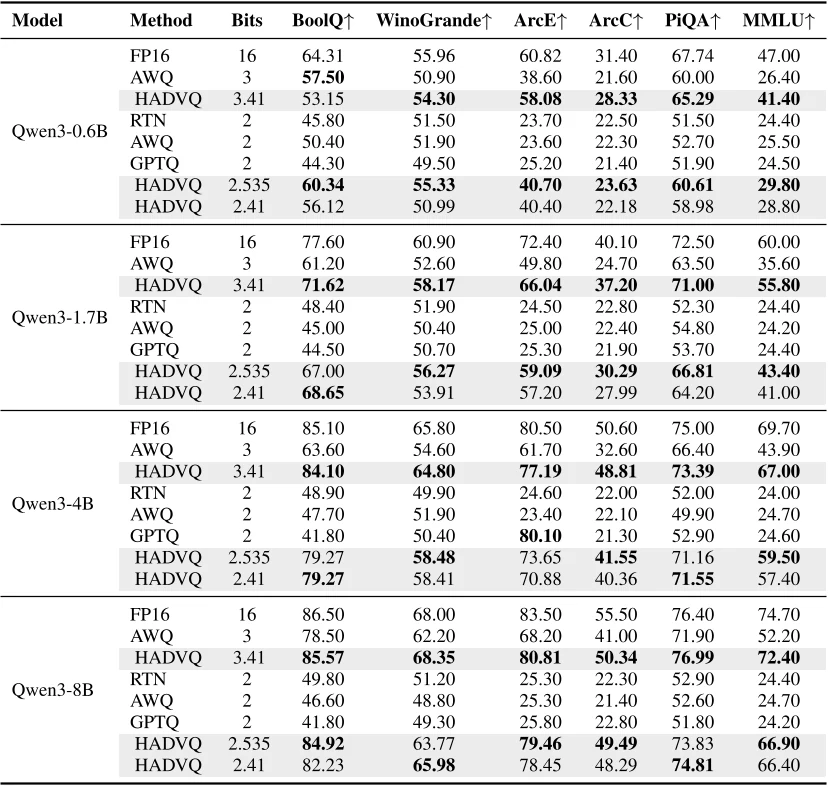 Model Method Bits BoolQ↑ WinoGrande↑ ArcE↑ ArcC↑ PiQA↑ MMLU↑
FP16 16 64.31 55.96 60.82 31.40 67.74 47.00
AWQ 3 57.50 50.90 38.60 21.60 60.00 26.40
HADVQ 3.41 53.15 54.30 58.08 28.33 65.29 41.40
RTN 2 45.80 51.50 23.70 22.50 51.50 24.40
Qwen3-0.6B
AWQ 2 50.40 51.90 23.60 22.30 52.70 25.50
GPTQ 2 44.30 49.50 25.20 21.40 51.90 24.50
HADVQ 2.535 60.34 55.33 40.70 23.63 60.61 29.80
HADVQ 2.41 56.12 50.99 40.40 22.18 58.98 28.80
FP16 16 77.60 60.90 72.40 40.10 72.50 60.00
AWQ 3 61.20 52.60 49.80 24.70 63.50 35.60
HADVQ 3.41 71.62 58.17 66.04 37.20 71.00 55.80
RTN 2 48.40 51.90 24.50 22.80 52.30 24.40
Qwen3-1.7B
AWQ 2 45.00 50.40 25.00 22.40 54.80 24.20
GPTQ 2 44.50 50.70 25.30 21.90 53.70 24.40
HADVQ 2.535 67.00 56.27 59.09 30.29 66.81 43.40
HADVQ 2.41 68.65 53.91 57.20 27.99 64.20 41.00
FP16 16 85.10 65.80 80.50 50.60 75.00 69.70
AWQ 3 63.60 54.60 61.70 32.60 66.40 43.90
HADVQ 3.41 84.10 64.80 77.19 48.81 73.39 67.00
RTN 2 48.90 49.90 24.60 22.00 52.00 24.00
Qwen3-4B
AWQ 2 47.70 51.90 23.40 22.10 49.90 24.70
GPTQ 2 41.80 50.40 80.10 21.30 52.90 24.60
HADVQ 2.535 79.27 58.48 73.65 41.55 71.16 59.50
HADVQ 2.41 79.27 58.41 70.88 40.36 71.55 57.40
FP16 16 86.50 68.00 83.50 55.50 76.40 74.70
AWQ 3 78.50 62.20 68.20 41.00 71.90 52.20
HADVQ 3.41 85.57 68.35 80.81 50.34 76.99 72.40
RTN 2 49.80 51.20 25.30 22.30 52.90 24.40
Qwen3-8B
AWQ 2 46.60 48.80 25.30 21.40 52.60 24.70
GPTQ 2 41.80 49.30 25.80 22.80 51.80 24.20
HADVQ 2.535 84.92 63.77 79.46 49.49 73.83 66.90
HADVQ 2.41 82.23 65.98 78.45 48.29 74.81 66.40